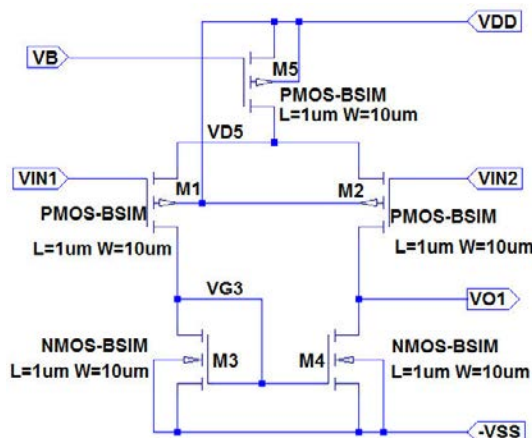 VDD
VB
M5
PMOS-BSIM
L=1um W=10um
VD5
VIN1
M1
M2
VIN2
PMOS-BSIM
PMOS-BSIM
L=1um W=10um
L=1um W=10um
VG3
VO1
NMOS-BSIM
M3
M4
NMOS-BSIM
L=1um W=10um
L=1um W=10um
-VSS